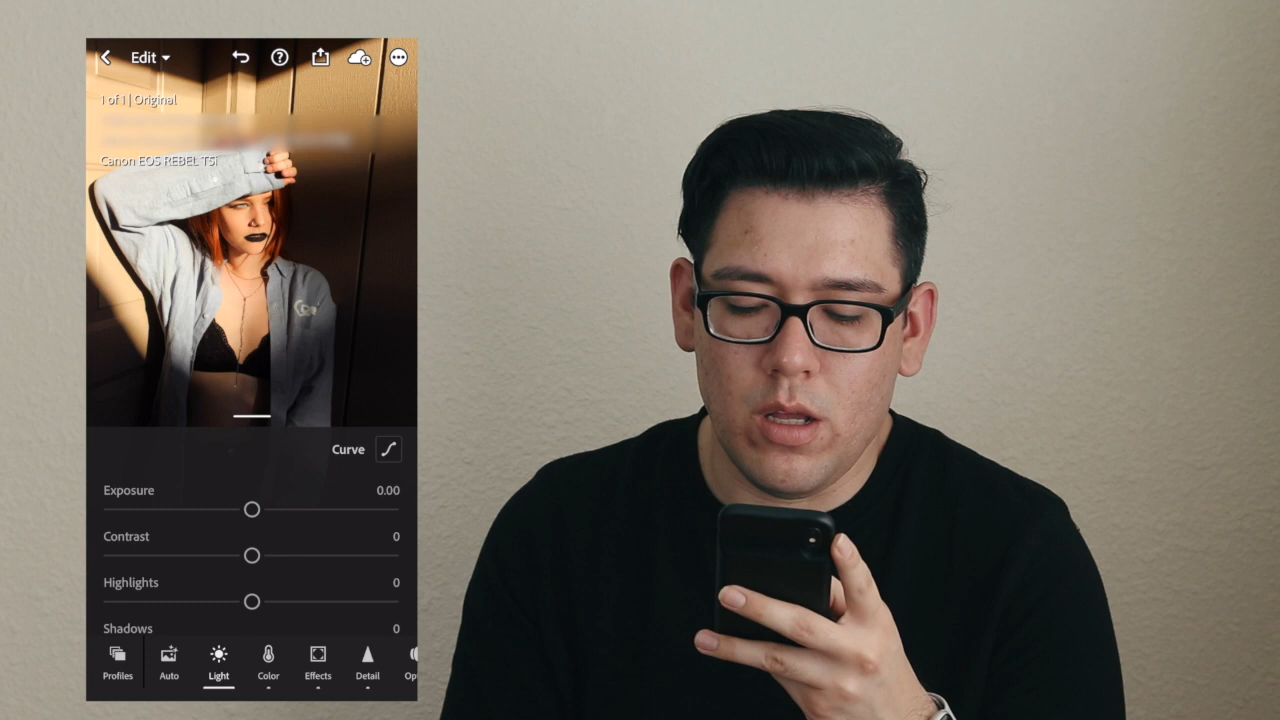 Edit
1 of 1 | Original
Canon EOS REBEL T5i
Curve
Exposure 0.00
Contrast 0
Highlights 0
Shadows 0
Profiles Auto Light Color Effects Detail